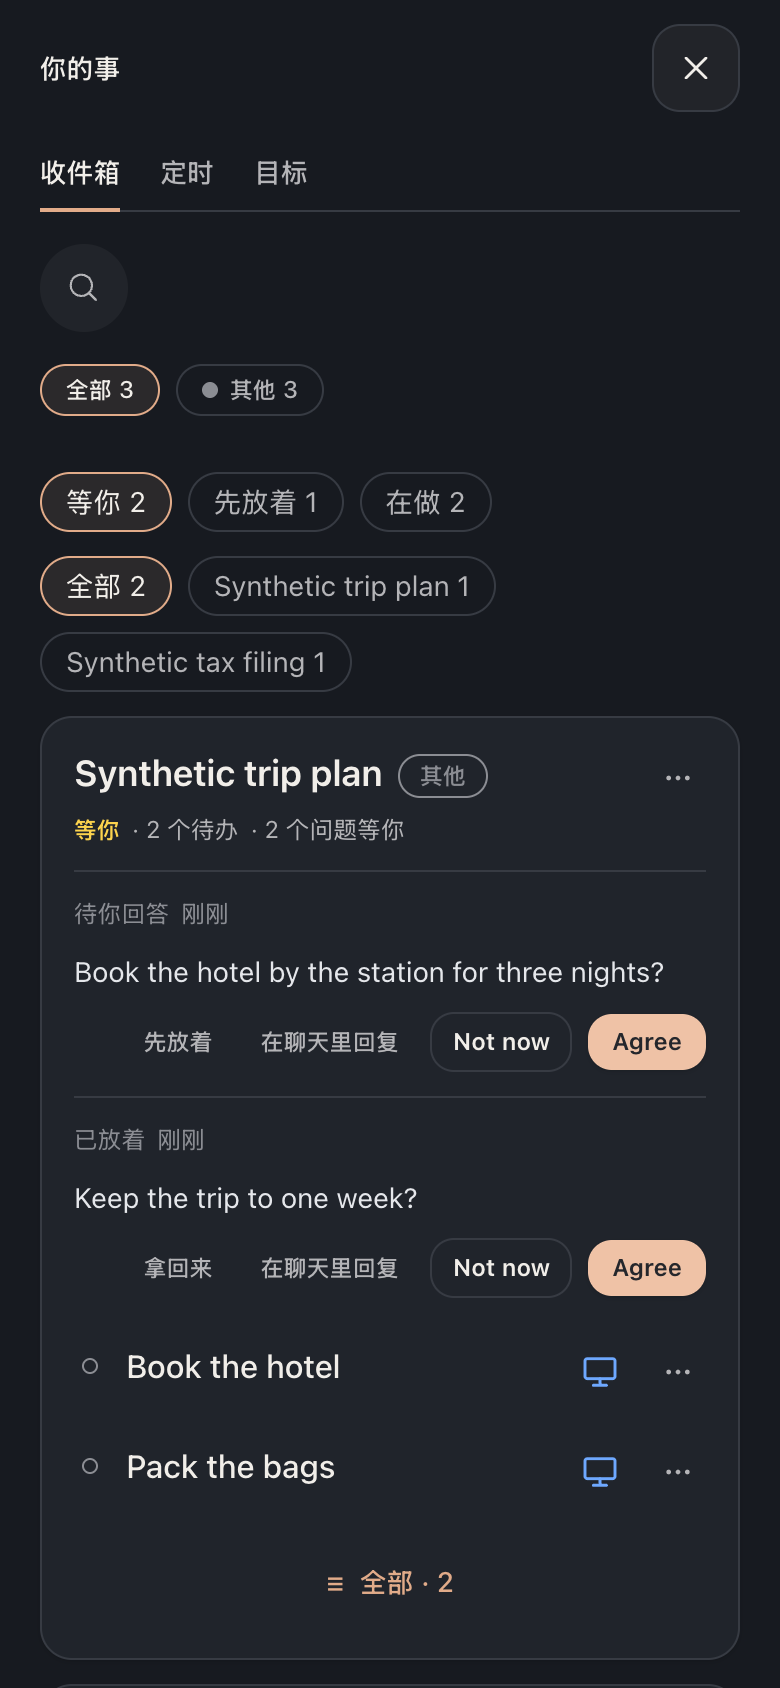 你的事
收件箱 定时 目标
全部 3 其他 3
等你 2 先放着 1 在做 2
全部 2 Synthetic trip plan 1
Synthetic tax filing 1
Synthetic trip plan 其他
等你 · 2 个待办 · 2 个问题等你
待你回答 刚刚
Book the hotel by the station for three nights?
先放着 在聊天里回复 Not now Agree
已放着 刚刚
Keep the trip to one week?
拿回来 在聊天里回复 Not now Agree
Book the hotel
Pack the bags
全部 · 2